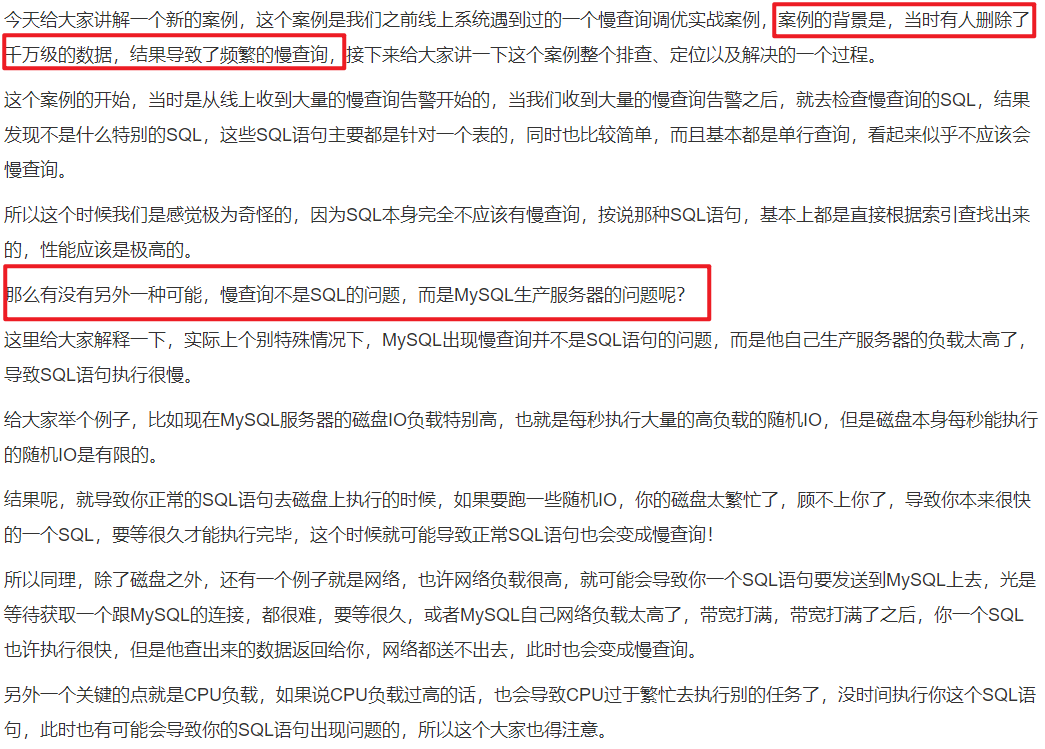 今天给大家讲解一个新的案例，这个案例是我们之前线上系统遇到过的一个慢查询调优实战案例，案例的背景是，当时有人删除了
千万级的数据，结果导致了频繁的慢查询，接下来给大家讲一下这个案例整个排查、定位以及解决的一个过程。
这个案例的开始，当时是从线上收到大量的慢查询告警开始的，当我们收到大量的慢查询告警之后，就去检查慢查询的SQL，结果
发现不是什么特别的SQL，这些SQL语句主要都是针对一个表的，同时也比较简单，而且基本都是单行查询，看起来似乎不应该会
慢查询。
所以这个时候我们是感觉极为奇怪的，因为SQL本身完全不应该有慢查询，按说那种SQL语句，基本上都是直接根据索引查找出来
的，性能应该是极高的。
那么有没有另外一种可能，慢查询不是SQL的问题，而是MySQL生产服务器的问题呢？
这里给大家解释一下，实际上个别特殊情况下，MySQL出现慢查询并不是SQL语句的问题，而是他自己生产服务器的负载太高了，
导致SQL语句执行很慢。
给大家举个例子，比如现在MySQL服务器的磁盘IO负载特别高，也就是每秒执行大量的高负载的随机IO，但是磁盘本身每秒能执行
的随机IO是有限的。
结果呢，就导致你正常的SQL语句去磁盘上执行的时候，如果要跑一些随机IO，你的磁盘太繁忙了，顾不上你了，导致你本来很快
的一个SQL，要等很久才能执行完毕，这个时候就可能导致正常SQL语句也会变成慢查询！
所以同理，除了磁盘之外，还有一个例子就是网络，也许网络负载很高，就可能会导致你一个SQL语句要发送到MySQL上去，光是
等待获取一个跟MySQL的连接，都很难，要等很久，或者MySQL自己网络负载太高了，带宽打满，带宽打满了之后，你一个SQL
也许执行很快，但是他查出来的数据返回给你，网络都送不出去，此时也会变成慢查询。
另外一个关键的点就是CPU负载，如果说CPU负载过高的话，也会导致CPU过于繁忙去执行别的任务了，没时间执行你这个SQL语
句，此时也有可能会导致你的SQL语句出现问题的，所以这个大家也得注意。